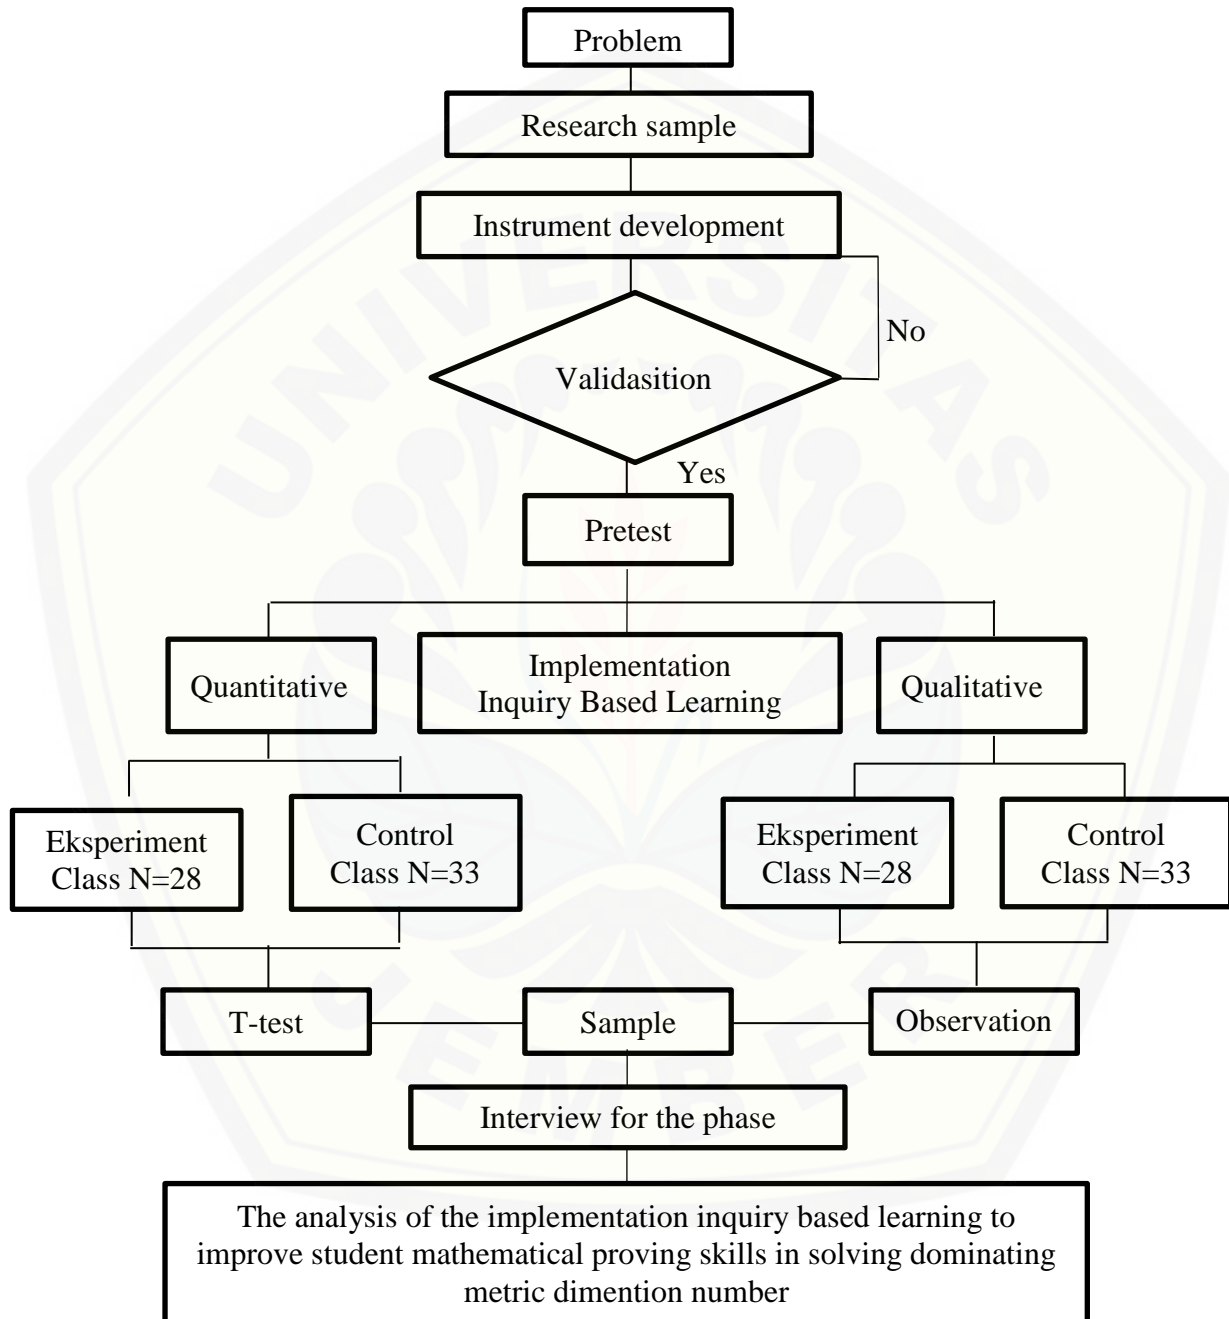 Problem
Research sample
Instrument development
No
Validasition
Yes
Pretest
Quantitative
Implementation
Inquiry Based Learning
Qualitative
Eksperiment
Class N=28
Control
Class N=33
Eksperiment
Class N=28
Control
Class N=33
T-test
Sample
Observation
Interview for the phase
The analysis of the implementation inquiry based learning to
improve student mathematical proving skills in solving dominating
metric dimention number
UNIVERSITAS
JEMBER